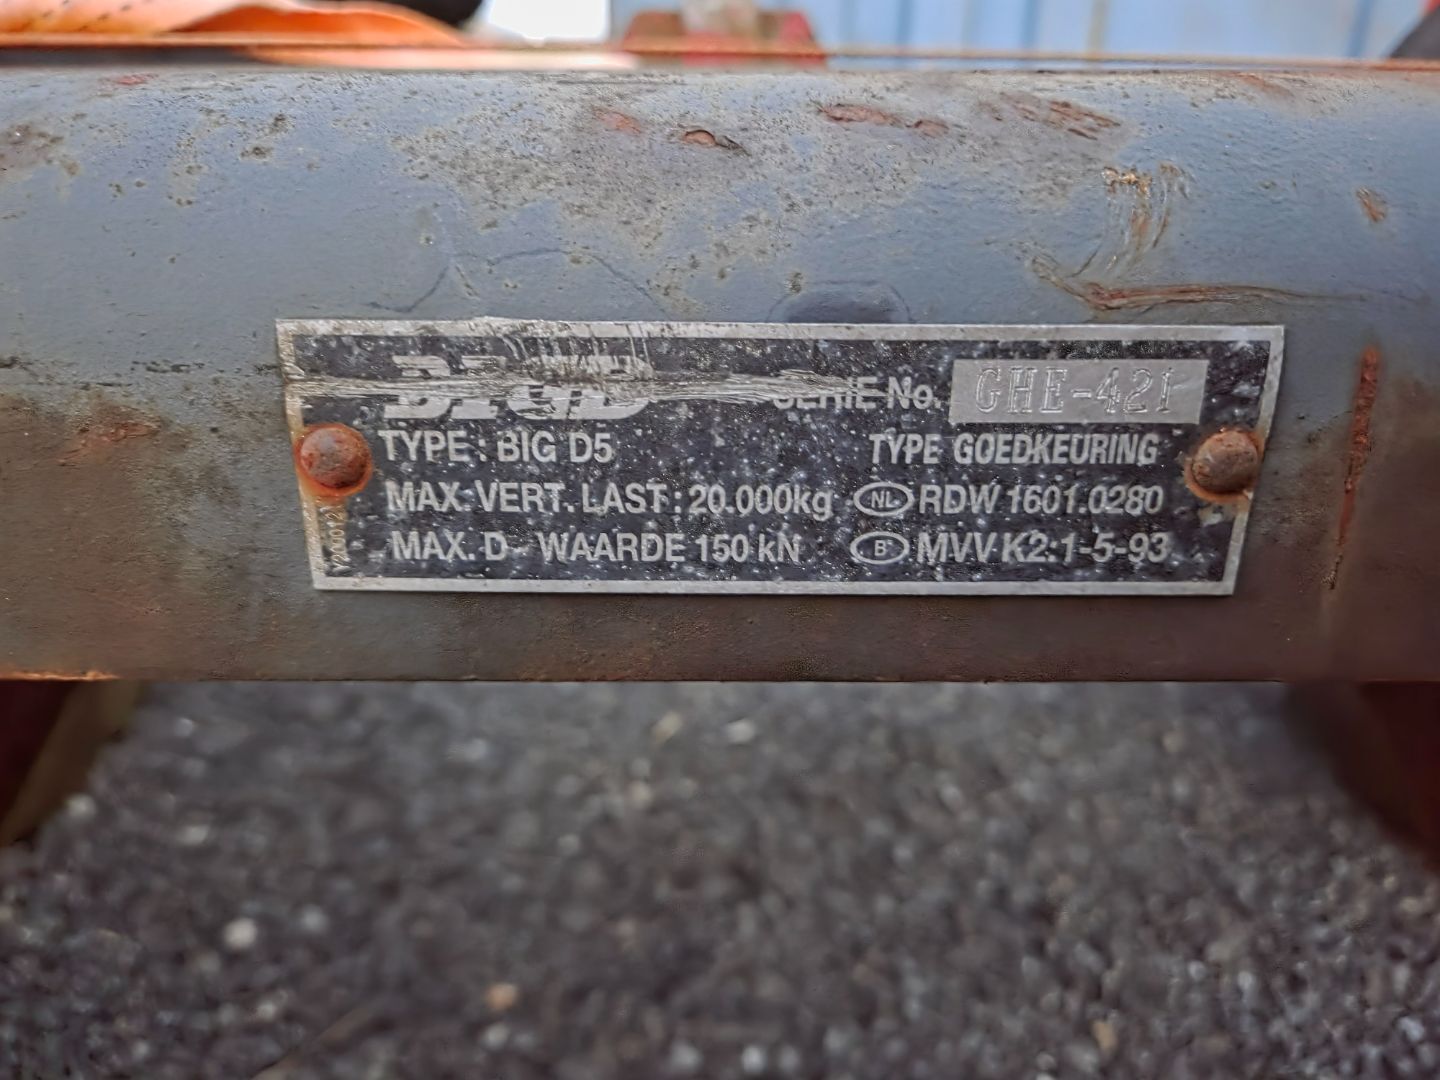 BIG D SERIE No. GHE-421
TYPE : BIG D5 TYPE GOEDKEURING
MAX. VERT. LAST : 20.000kg NL RDW 1601.0280
MAX. D - WAARDE 150 kN B MVV K2:1-5-93